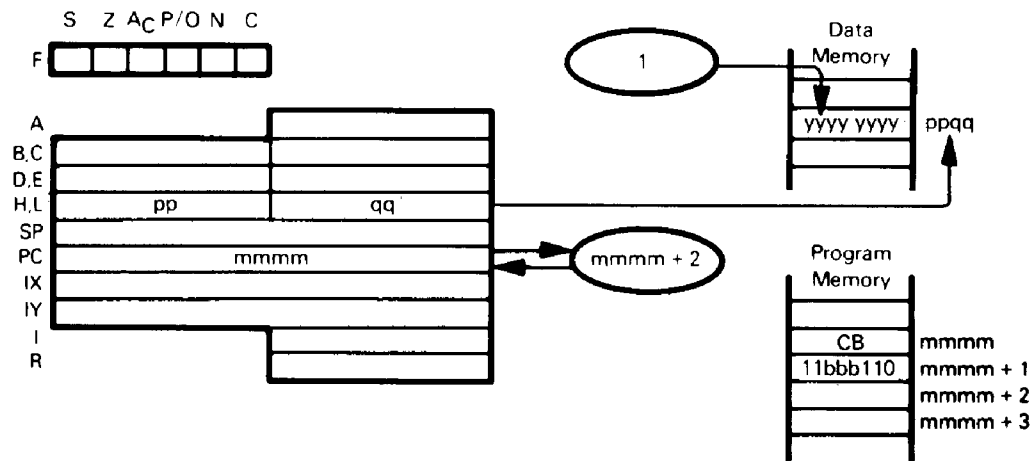 S Z AC P/O N C
F
A
B,C
D,E
H,L pp qq
SP
PC mmmm
IX
IY
I
R
1
mmmm + 2
Data
Memory
yyyy yyyy ppqq
Program
Memory
CB mmmm
11bbb110 mmmm + 1
mmmm + 2
mmmm + 3